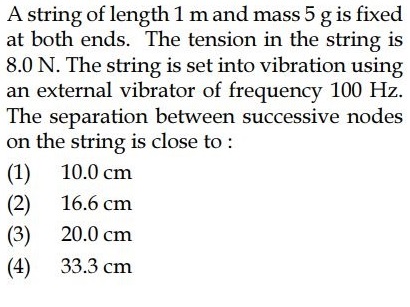 A string of length 1 m and mass 5 g is fixed
at both ends. The tension in the string is
8.0 N. The string is set into vibration using
an external vibrator of frequency 100 Hz.
The separation between successive nodes
on the string is close to :
(1) 10.0 cm
(2) 16.6 cm
(3) 20.0 cm
(4) 33.3 cm